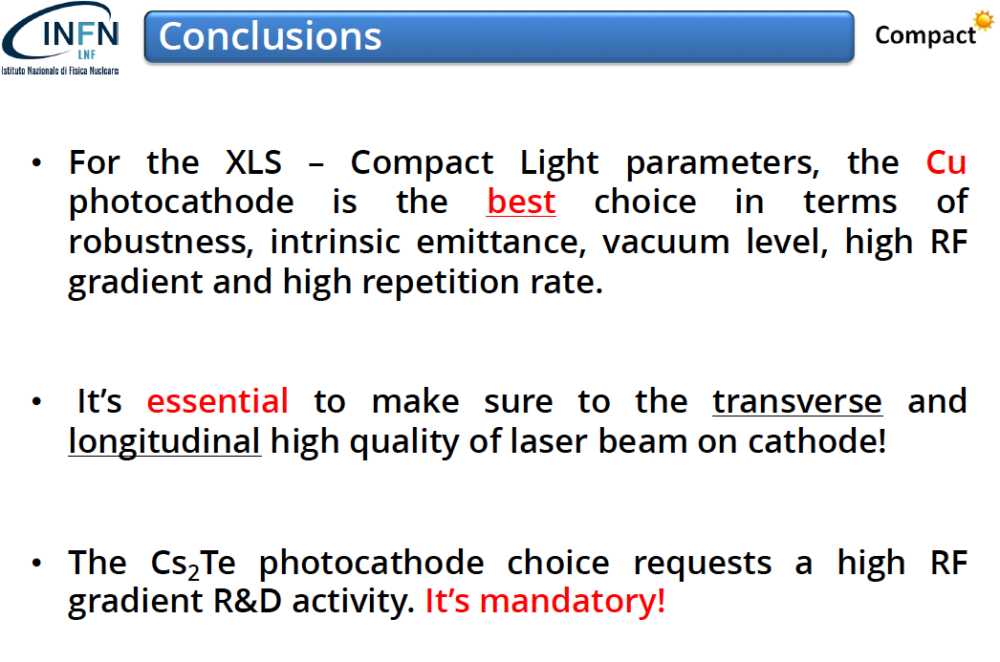 INFN
LNF
Istituto Nazionale di Fisica Nucleare
Conclusions
Compact
• For the XLS – Compact Light parameters, the Cu
photocathode is the best choice in terms of
robustness, intrinsic emittance, vacuum level, high RF
gradient and high repetition rate.
• It’s essential to make sure to the transverse and
longitudinal high quality of laser beam on cathode!
• The Cs₂Te photocathode choice requests a high RF
gradient R&D activity. It’s mandatory!